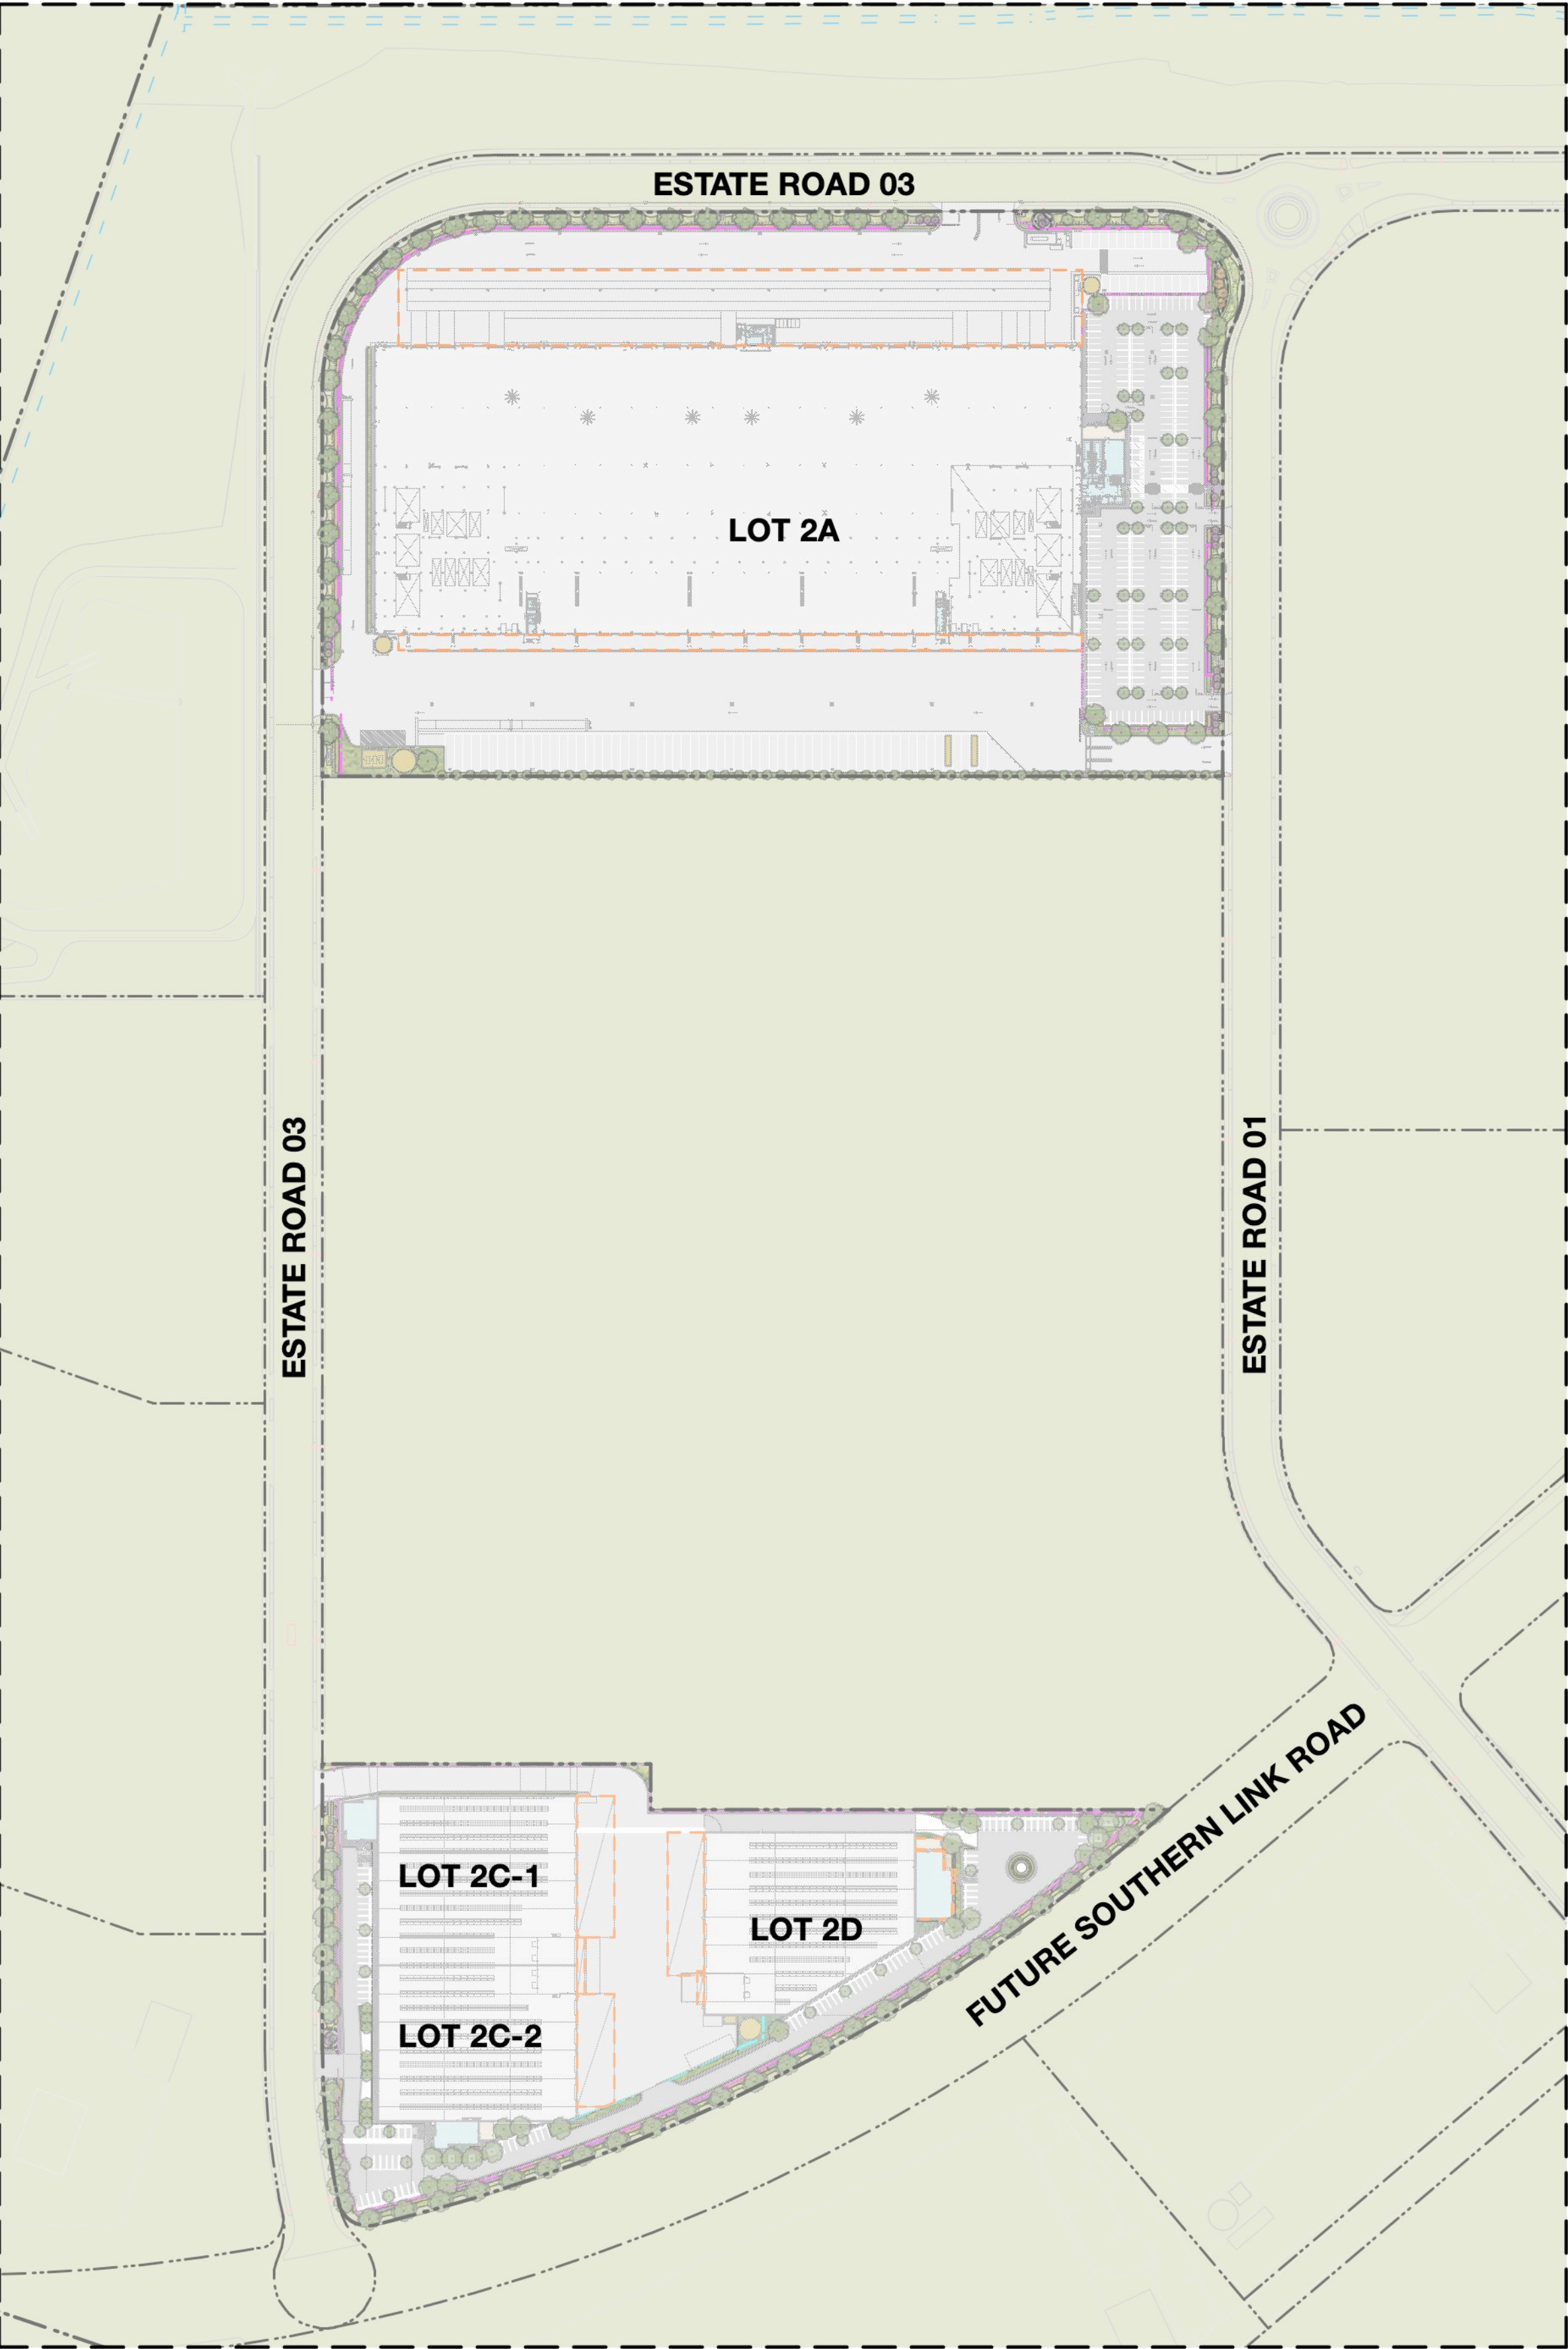 ESTATE ROAD 03
LOT 2A
ESTATE ROAD 03
ESTATE ROAD 01
FUTURE SOUTHERN LINK ROAD
LOT 2C-1
LOT 2D
LOT 2C-2